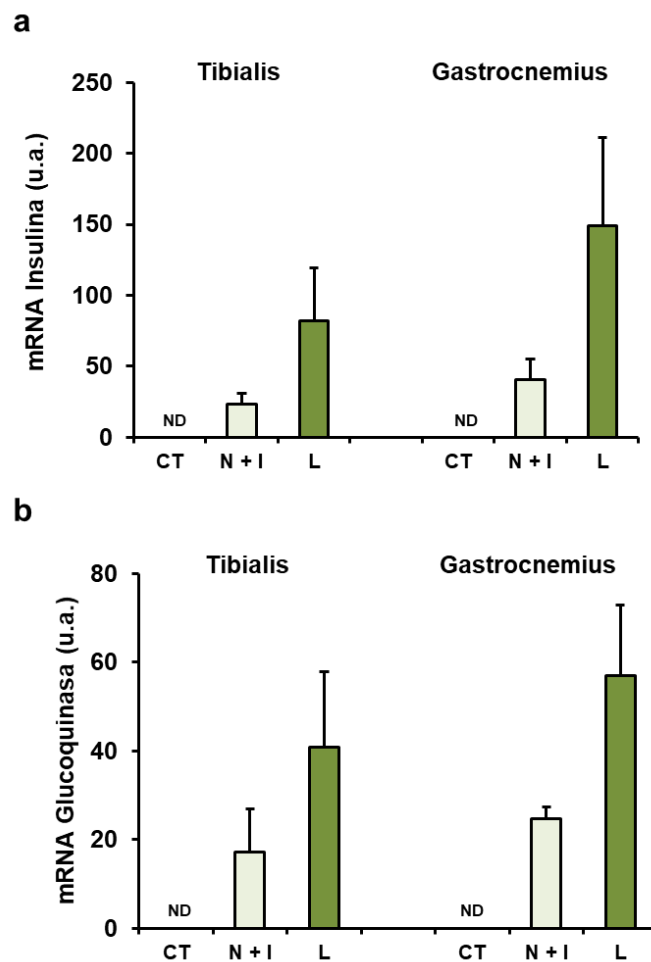 a
Tibialis Gastrocnemius
mRNA Insulina (u.a.)
250
200
150
100
50
0
ND ND
CT N + I L CT N + I L
b
Tibialis Gastrocnemius
mRNA Glucoquinasa (u.a.)
80
60
40
20
0
ND ND
CT N + I L CT N + I L